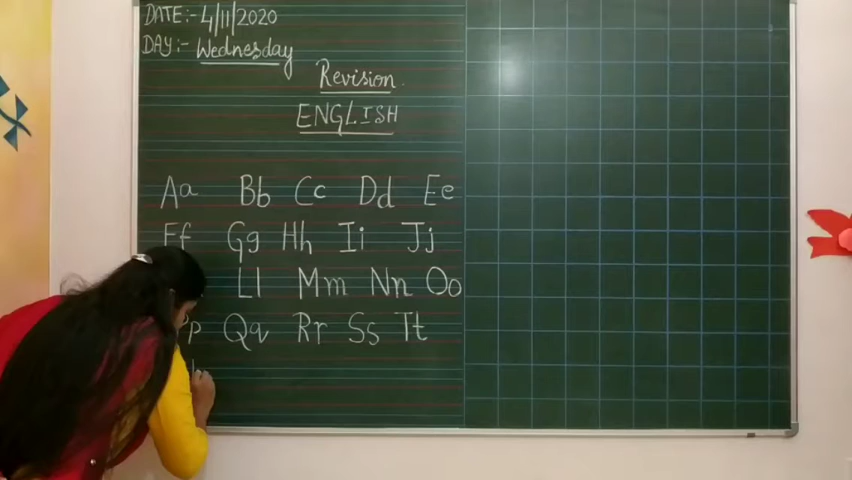 DATE:- 4/11/2020
DAY:- Wednesday
Revision.
ENGLISH
Aa Bb Cc Dd Ee
Ff Gg Hh Ii Jj
Ll Mm Nn Oo
Pp Qq Rr Ss Tt